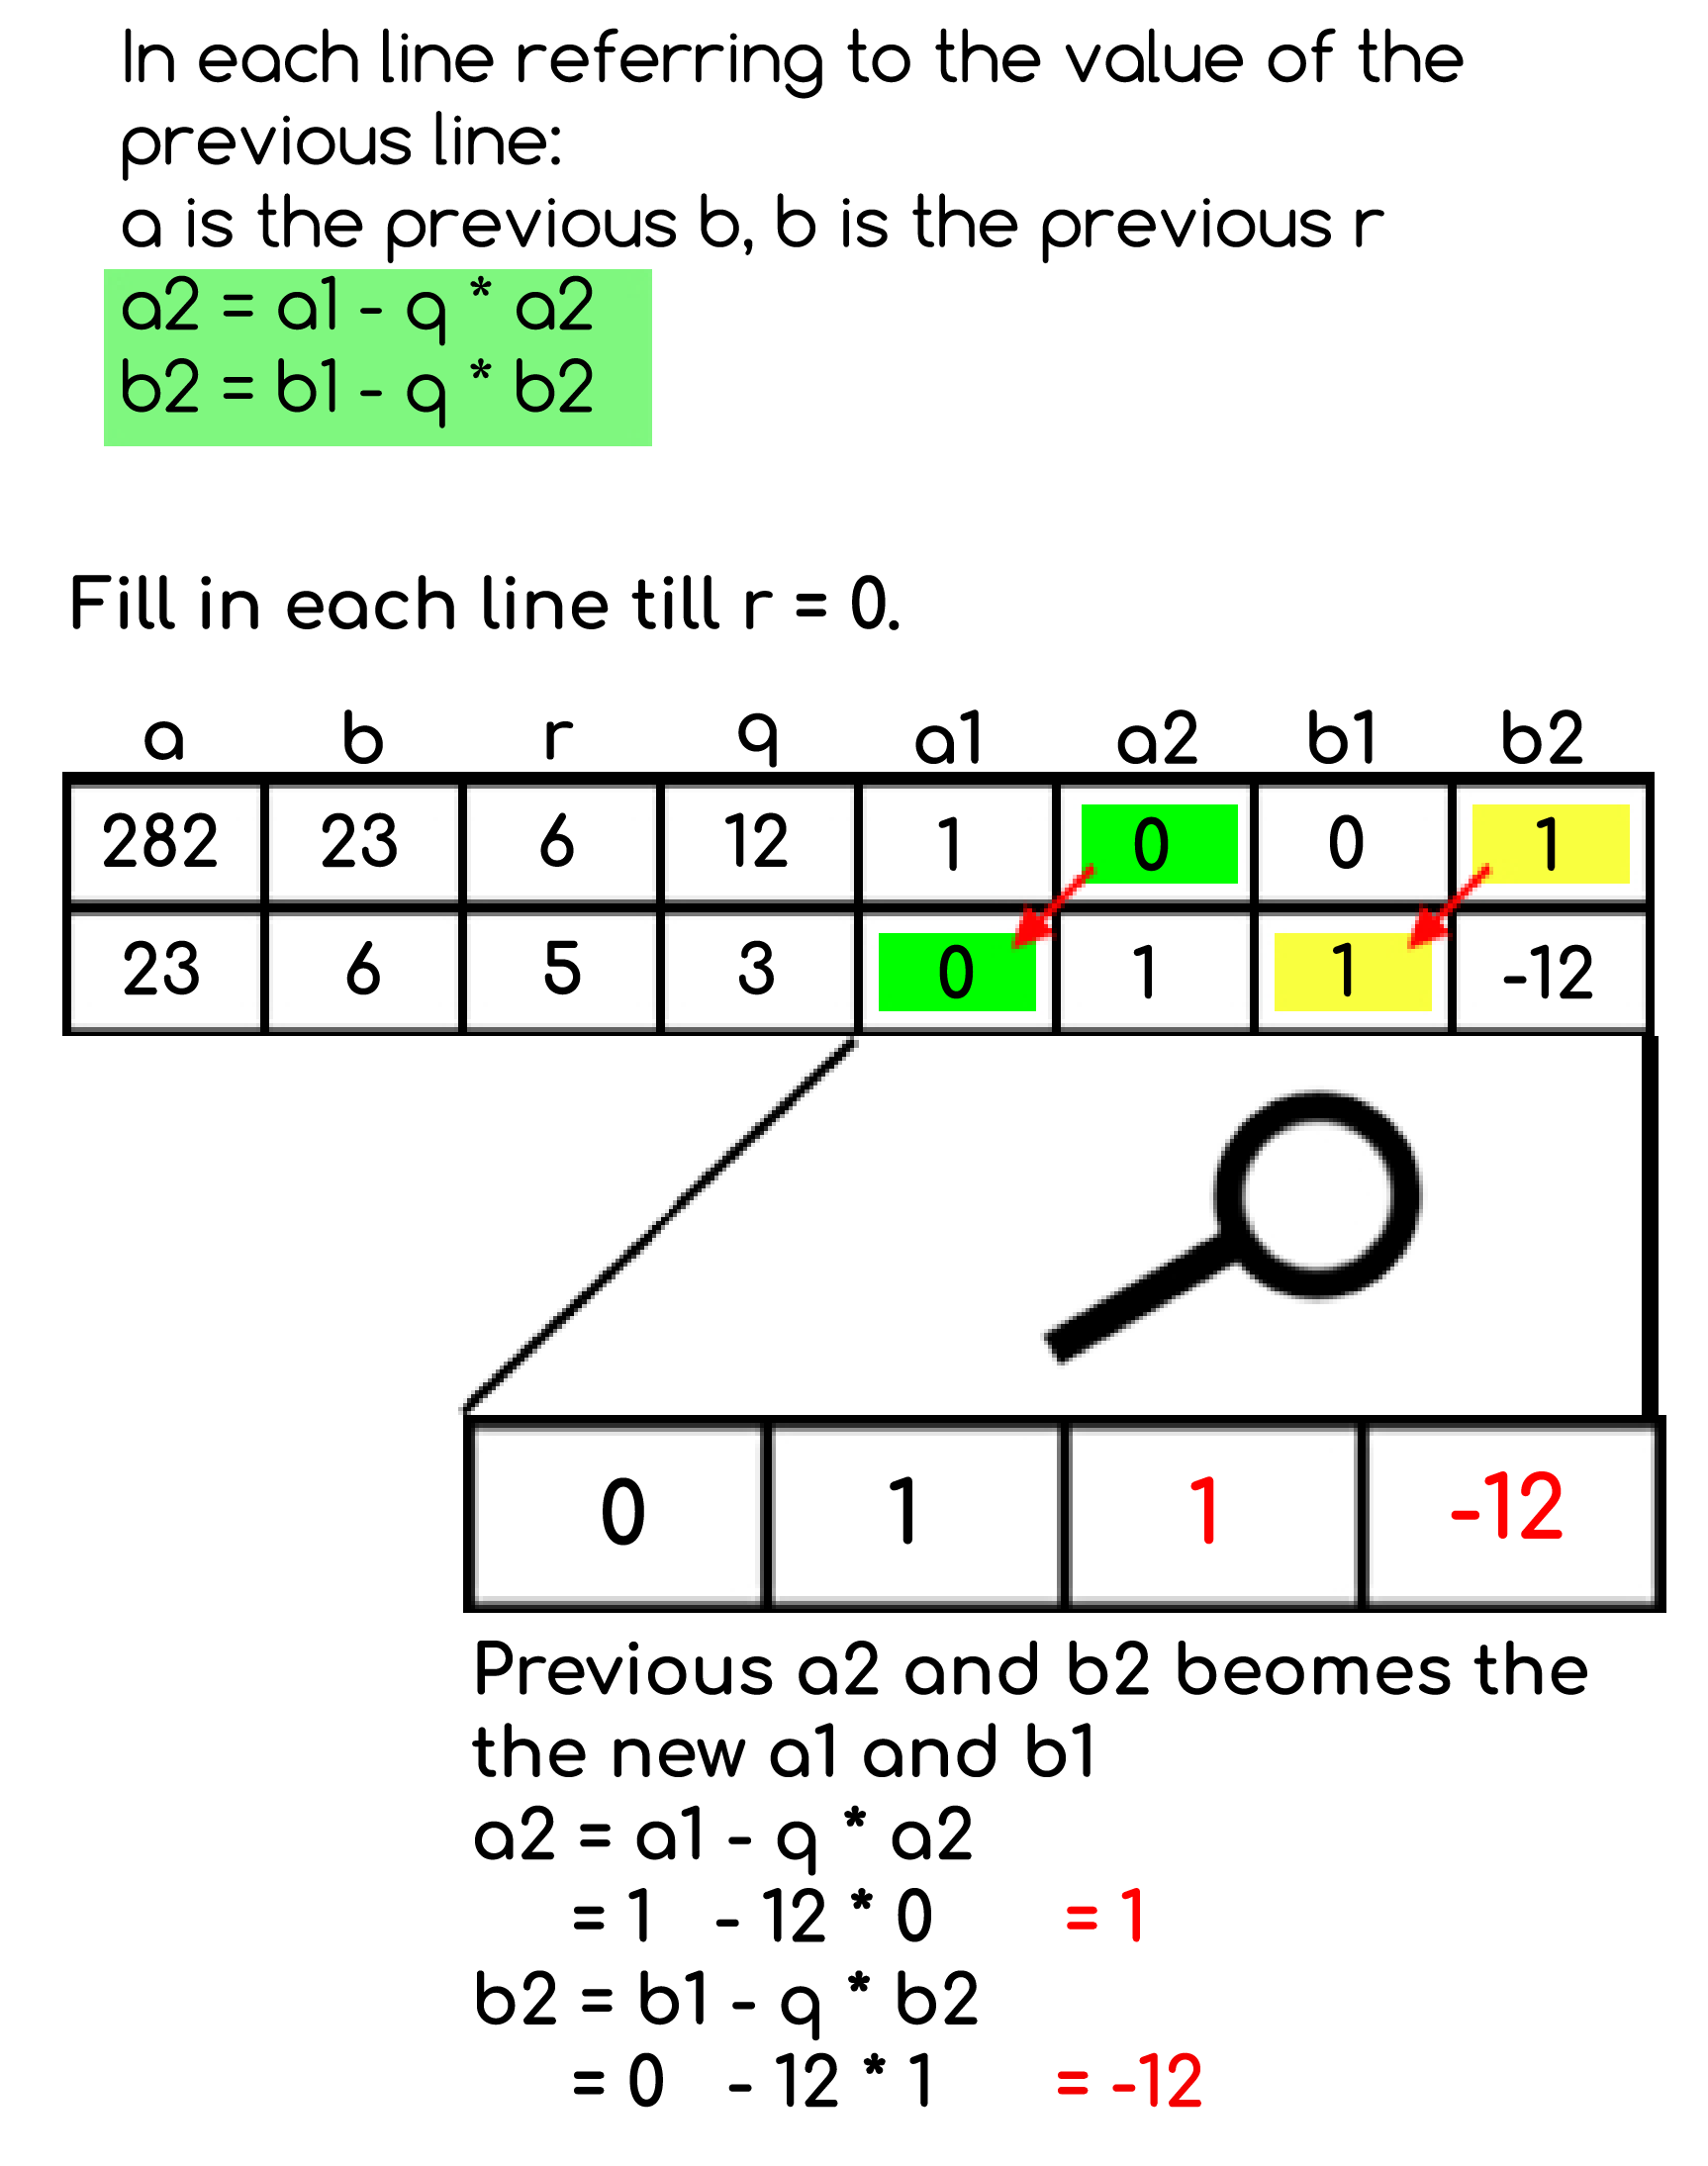 In each line referring to the value of the
previous line:
a is the previous b, b is the previous r
a2 = a1 - q * a2
b2 = b1 - q * b2
Fill in each line till r = 0.
a b r q a1 a2 b1 b2
282 23 6 12 1 0 0 1
23 6 5 3 0 1 1 -12
0 1 1 -12
Previous a2 and b2 beomes the
the new a1 and b1
a2 = a1 - q * a2
= 1 - 12 * 0 = 1
b2 = b1 - q * b2
= 0 - 12 * 1 = -12